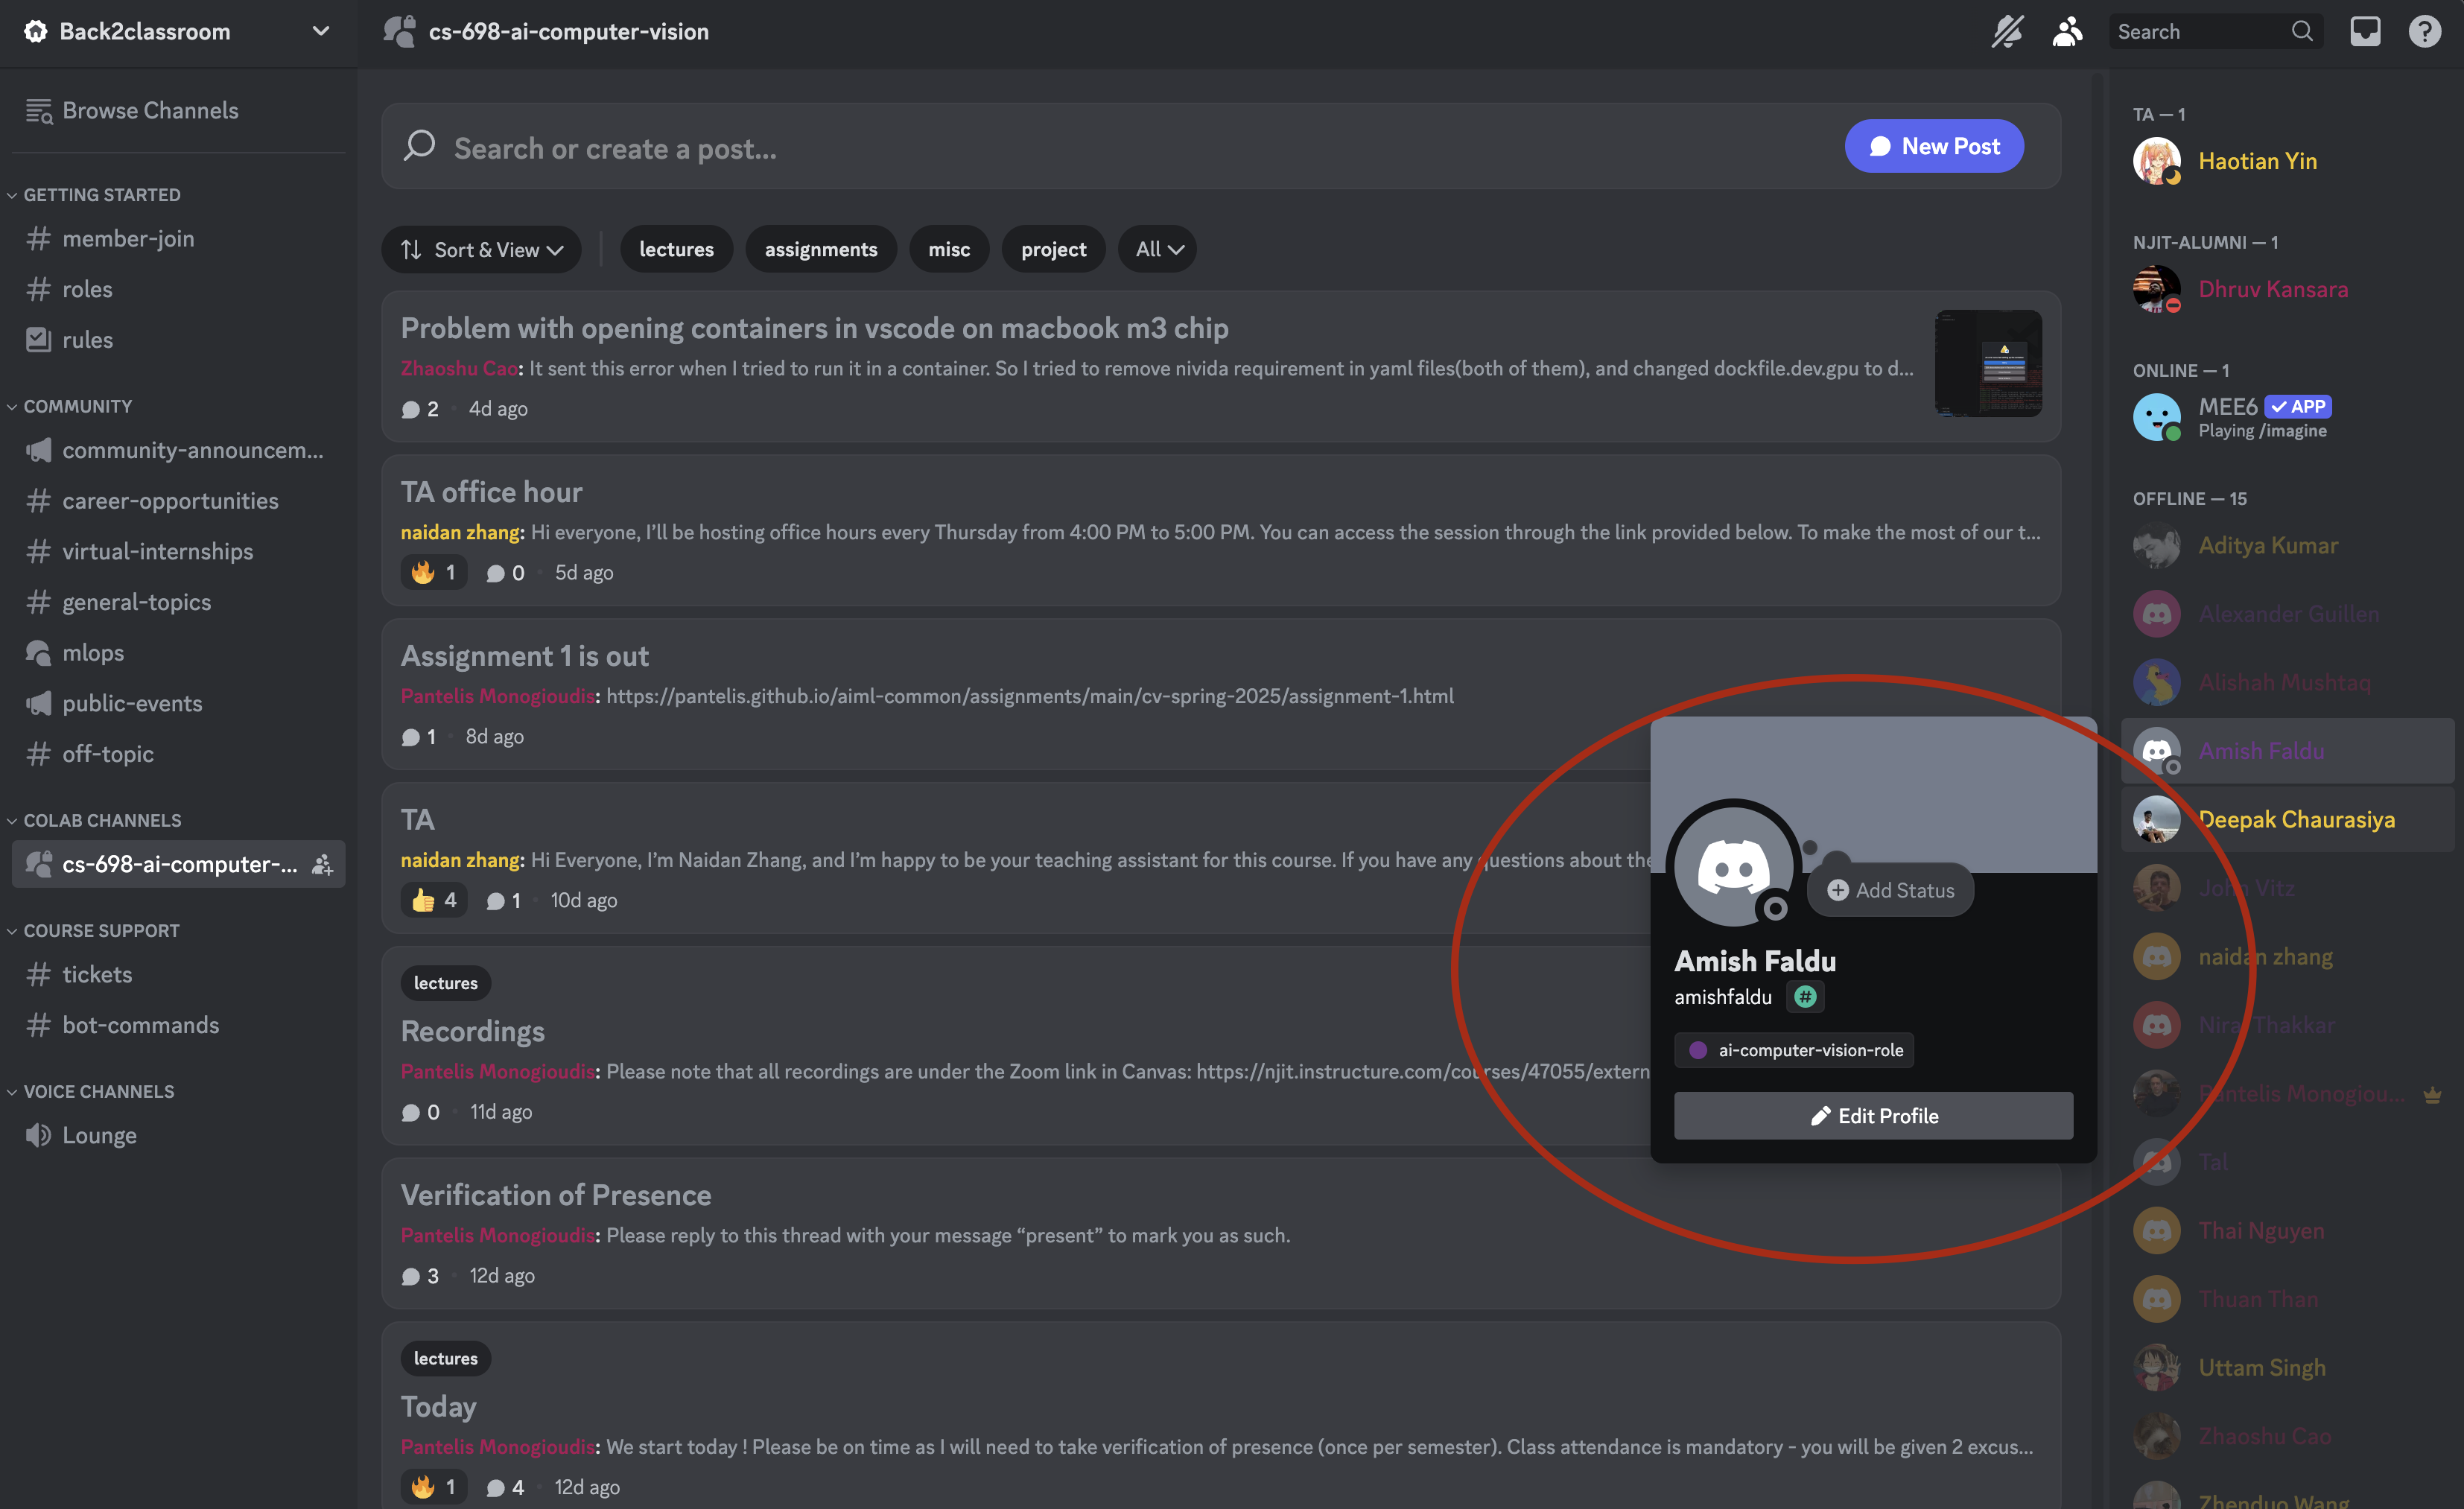 Back2classroom
cs-698-ai-computer-vision
Search
Browse Channels
GETTING STARTED
member-join
roles
rules
COMMUNITY
community-announcem...
career-opportunities
virtual-internships
general-topics
mlops
public-events
off-topic
COLAB CHANNELS
cs-698-ai-computer-...
COURSE SUPPORT
tickets
bot-commands
VOICE CHANNELS
Lounge
Search or create a post...
New Post
Sort & View
lectures
assignments
misc
project
All
Problem with opening containers in vscode on macbook m3 chip
Zhaoshu Cao: It sent this error when I tried to run it in a container. So I tried to remove nivida requirement in yaml files(both of them), and changed dockfile.dev.gpu to d...
2 4d ago
TA office hour
naidan zhang: Hi everyone, I’ll be hosting office hours every Thursday from 4:00 PM to 5:00 PM. You can access the session through the link provided below. To make the most of our t...
1 0 5d ago
Assignment 1 is out
Pantelis Monogioudis: https://pantelis.github.io/aiml-common/assignments/main/cv-spring-2025/assignment-1.html
1 8d ago
TA
naidan zhang: Hi Everyone, I’m Naidan Zhang, and I’m happy to be your teaching assistant for this course. If you have any questions about the
4 1 10d ago
lectures
Recordings
Pantelis Monogioudis: Please note that all recordings are under the Zoom link in Canvas: https://njit.instructure.com/courses/47055/extern
0 11d ago
Verification of Presence
Pantelis Monogioudis: Please reply to this thread with your message “present” to mark you as such.
3 12d ago
lectures
Today
Pantelis Monogioudis: We start today ! Please be on time as I will need to take verification of presence (once per semester). Class attendance is mandatory - you will be given 2 excus...
1 4 12d ago
Add Status
Amish Faldu
amishfaldu
ai-computer-vision-role
Edit Profile
TA — 1
Haotian Yin
NJIT-ALUMNI — 1
Dhruv Kansara
ONLINE — 1
MEE6 APP
Playing /imagine
OFFLINE — 15
Aditya Kumar
Alexander Guillen
Alishah Mushtaq
Amish Faldu
Deepak Chaurasiya
John Vitz
naidan zhang
Nirav Thakkar
Pantelis Monogiou...
Tal
Thai Nguyen
Thuan Than
Uttam Singh
Zhaoshu Cao
Zhenduo Wang